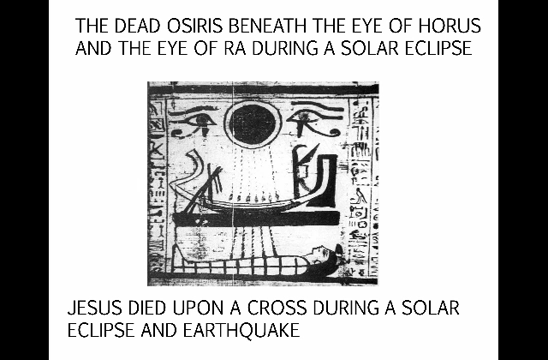 THE DEAD OSIRIS BENEATH THE EYE OF HORUS
AND THE EYE OF RA DURING A SOLAR ECLIPSE
JESUS DIED UPON A CROSS DURING A SOLAR
ECLIPSE AND EARTHQUAKE